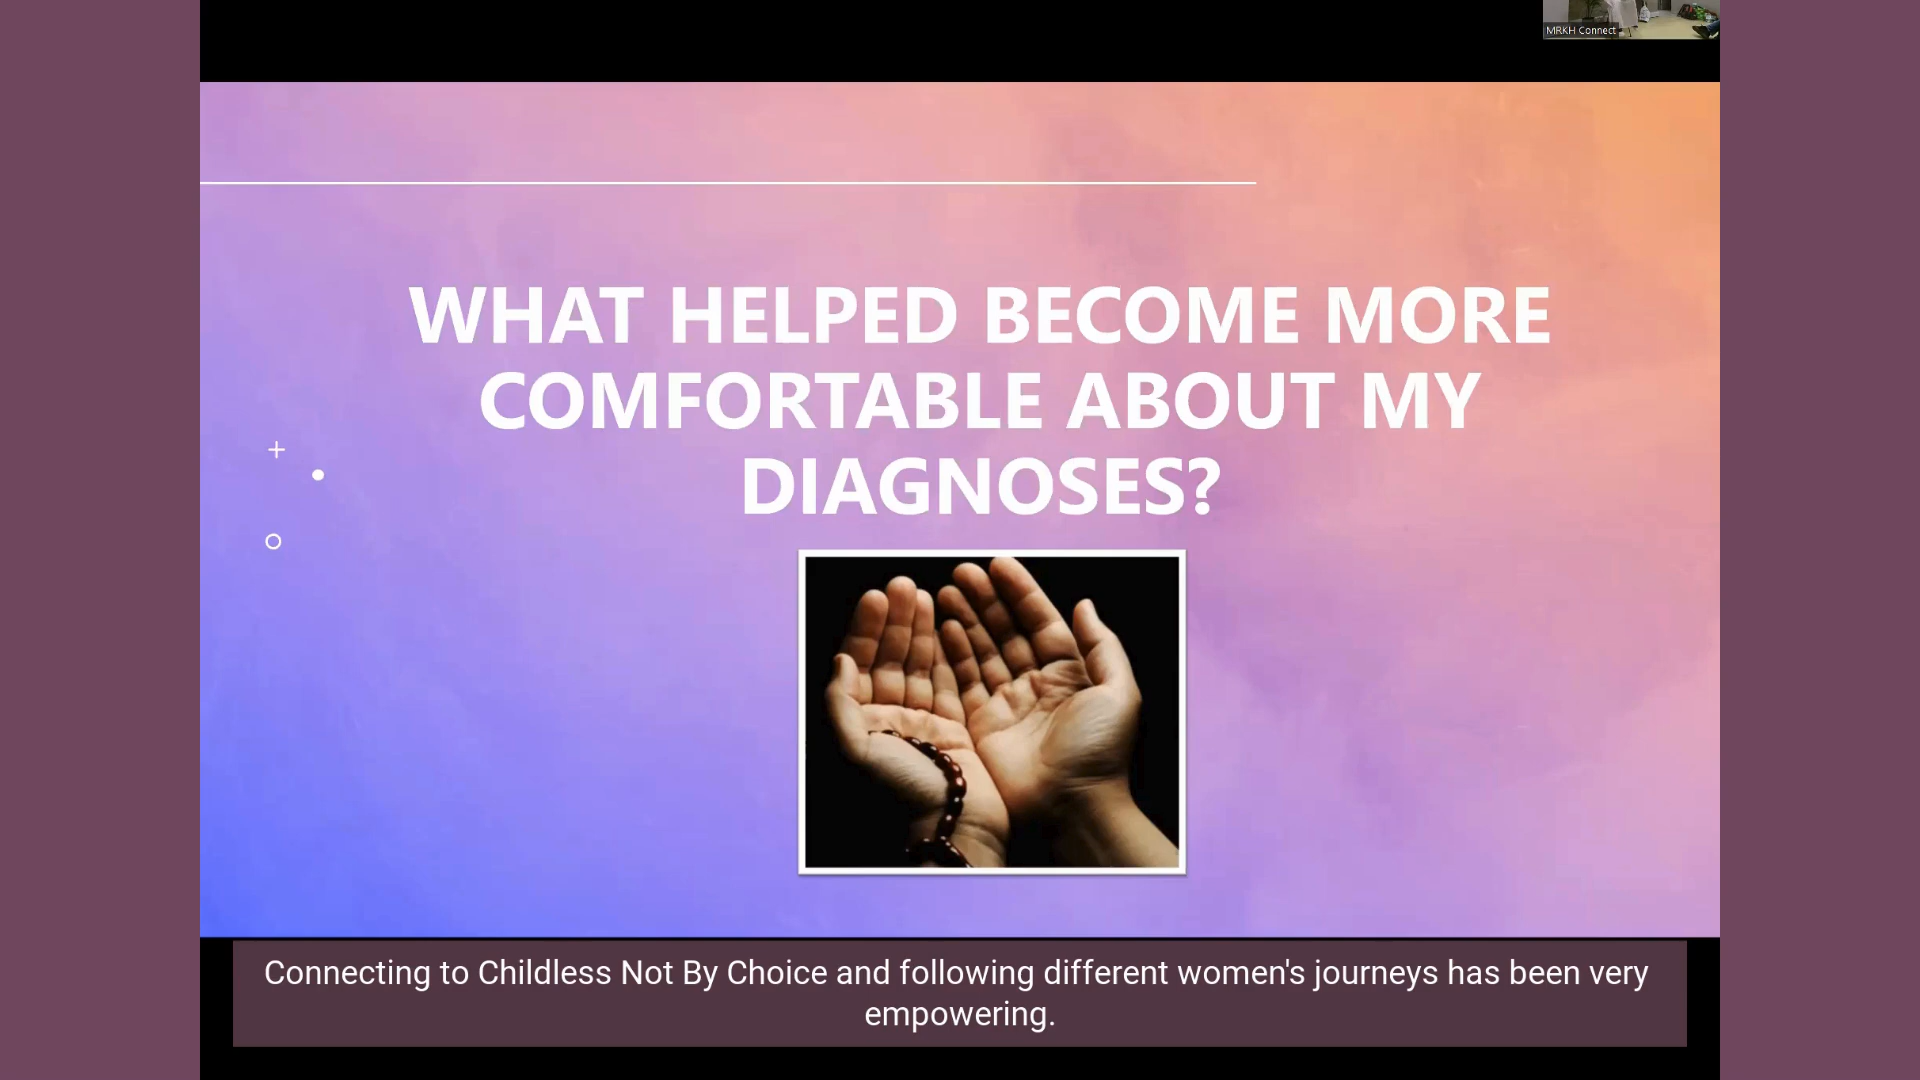 MRKH Connect
WHAT HELPED BECOME MORE
COMFORTABLE ABOUT MY
DIAGNOSES?
Connecting to Childless Not By Choice and following different women's journeys has been very
empowering.